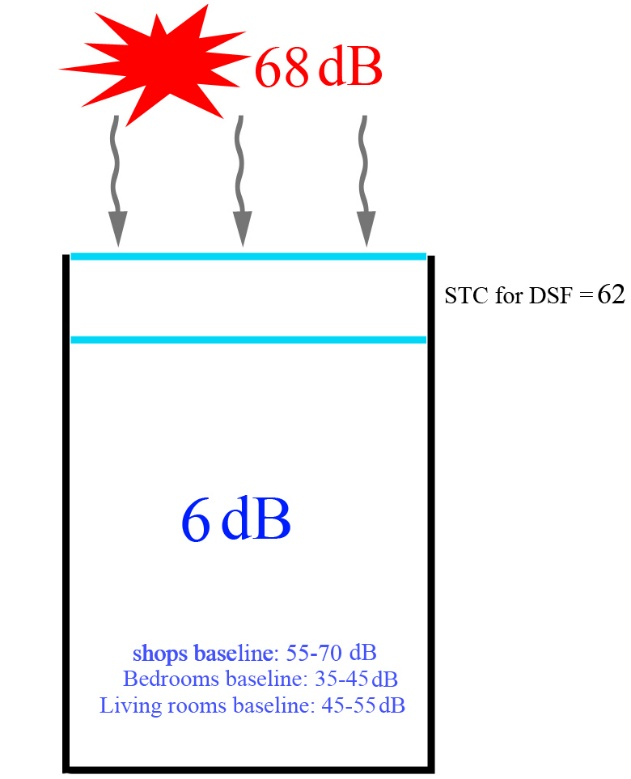 68 dB
STC for DSF = 62
6 dB
shops baseline: 55-70 dB
Bedrooms baseline: 35-45 dB
Living rooms baseline: 45-55 dB